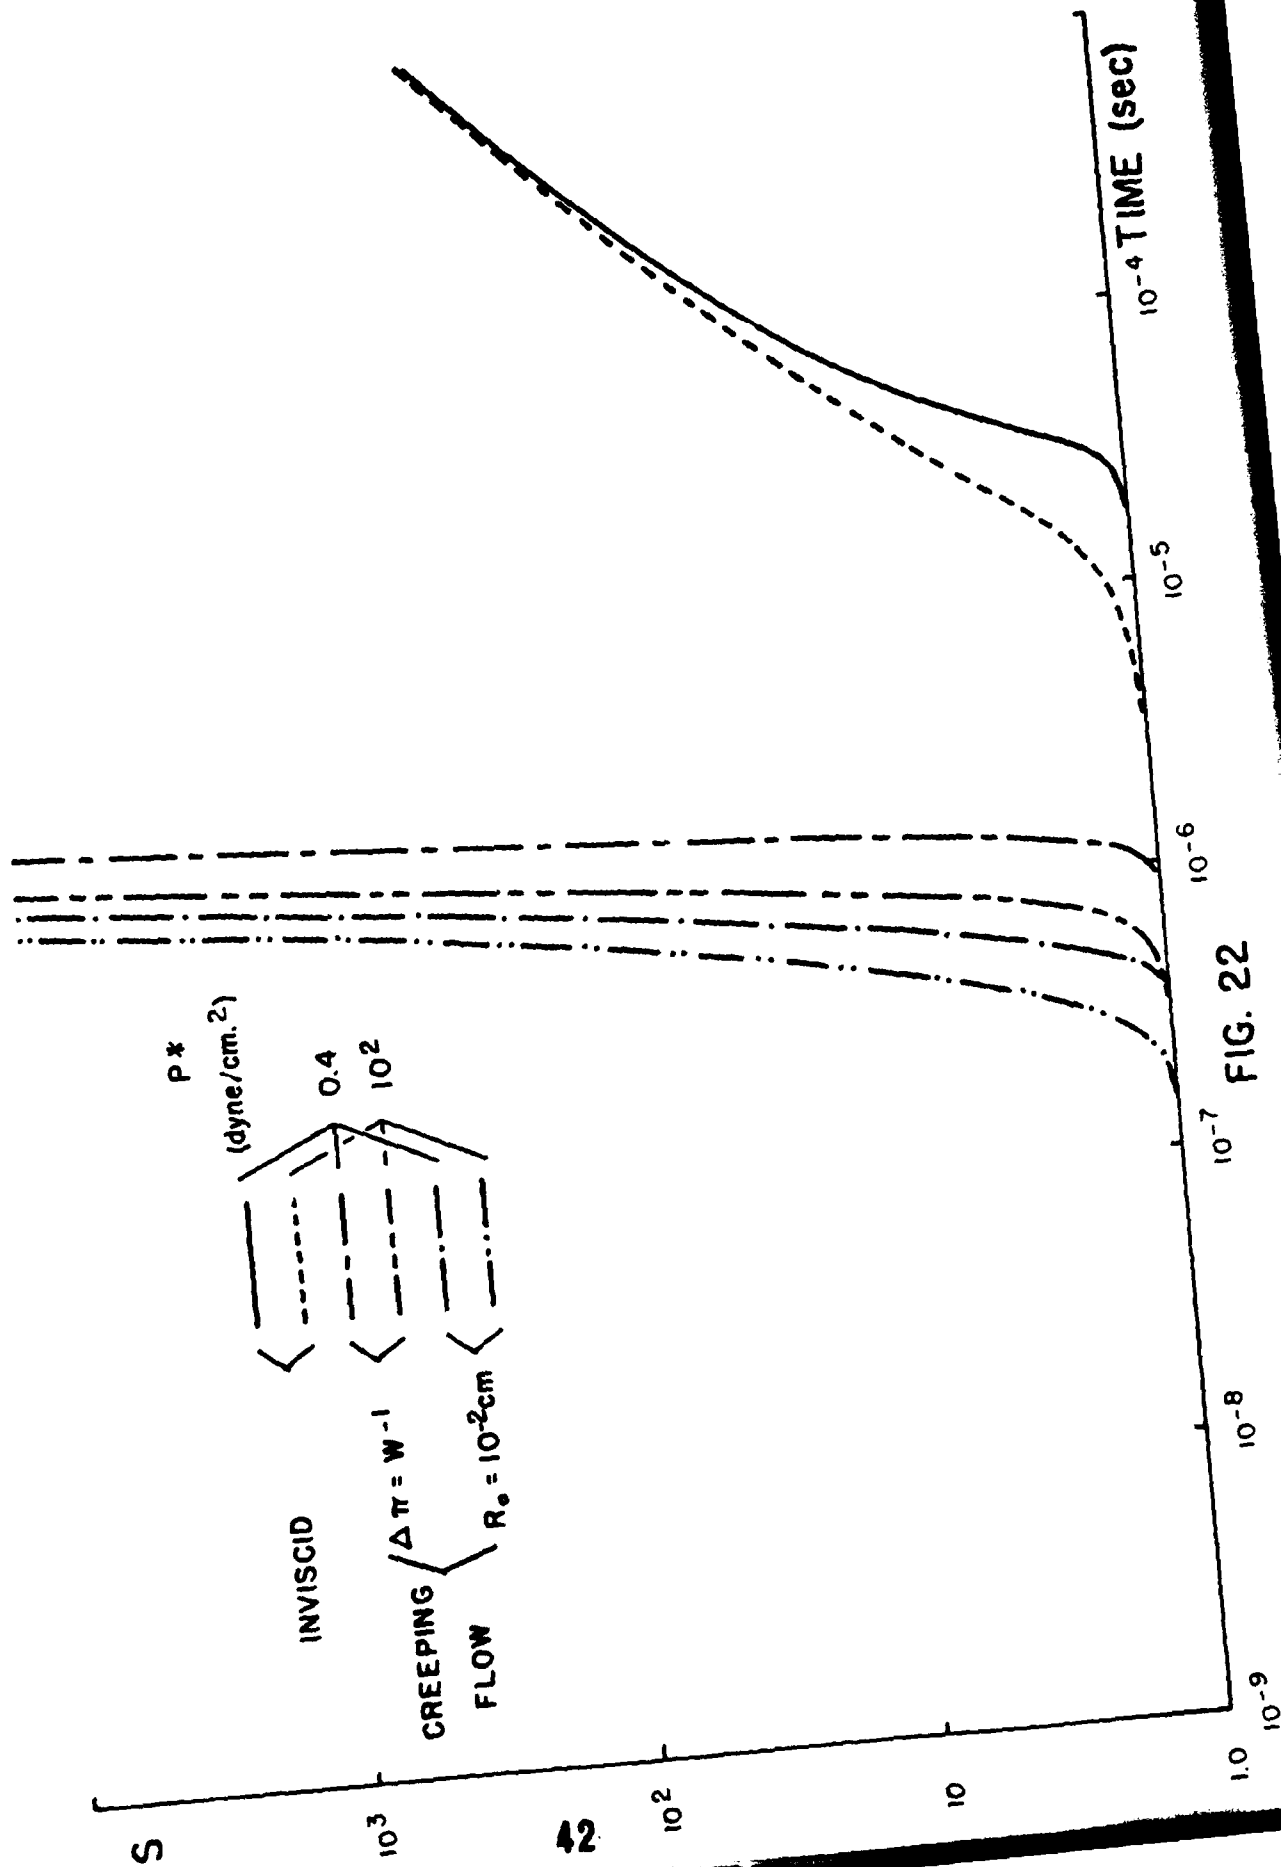 S
10³
10²
10
1.0
10⁻⁹
10⁻⁸
10⁻⁷
10⁻⁶
10⁻⁵
10⁻⁴
TIME (sec)
P*
(dyne/cm.²)
0.4
10²
INVISCID
CREEPING
FLOW
Δπ = W⁻¹
R₀ = 10⁻²cm
FIG. 22
42